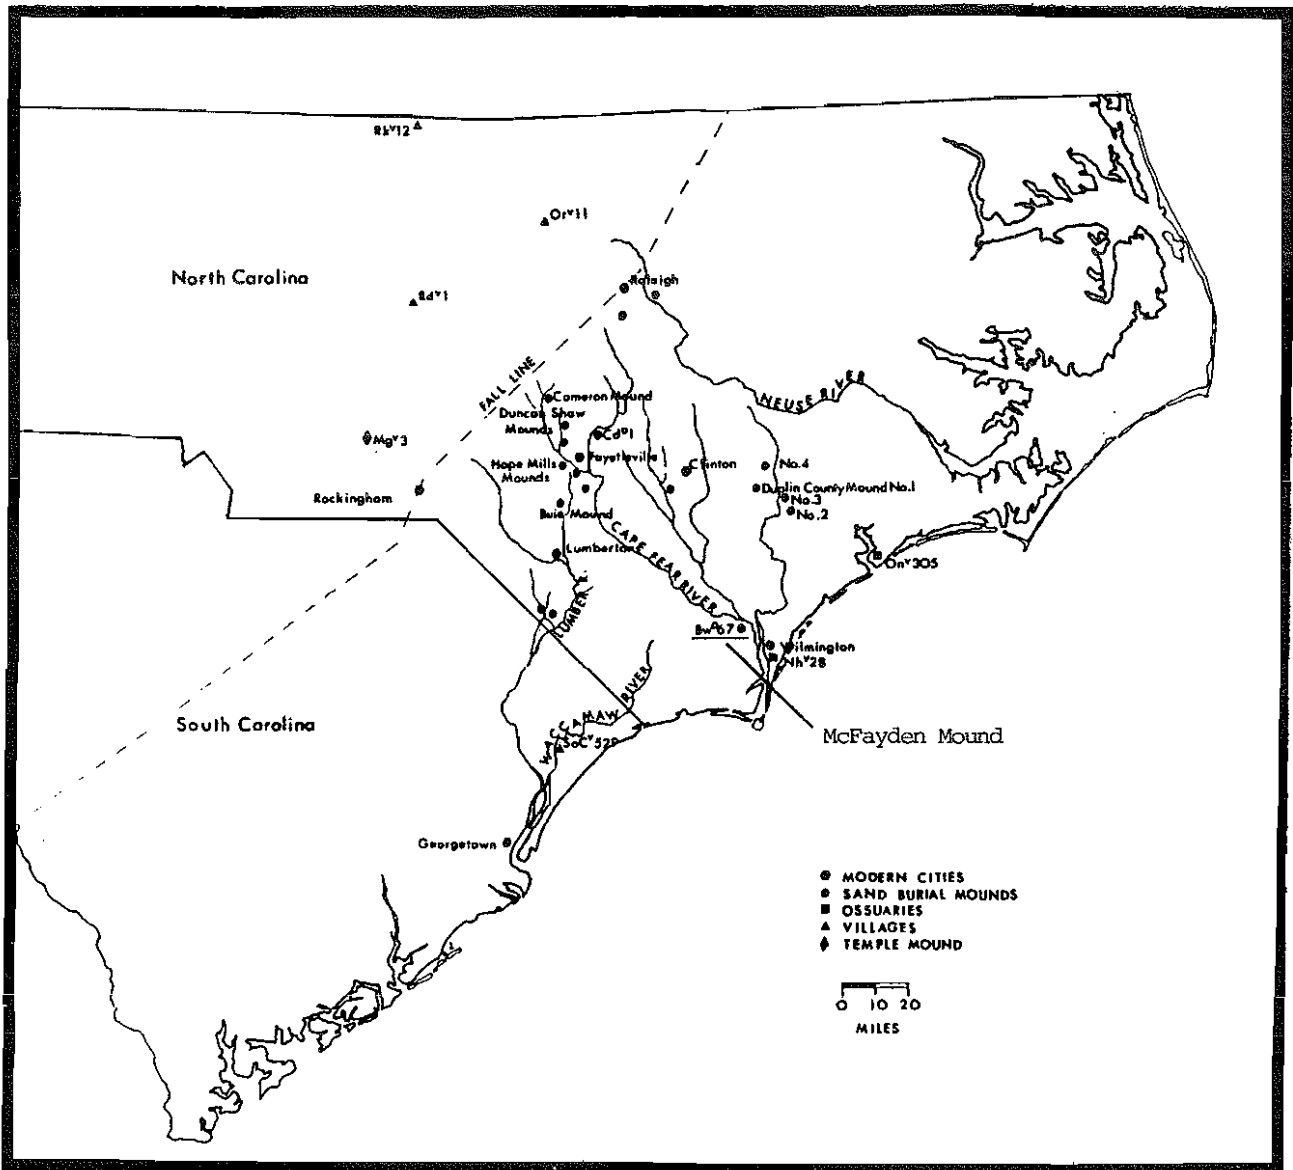 Rkv12
Orv11
North Carolina
Rdv1
Raleigh
FALL LINE
Cameron Mound
NEUSE RIVER
Duncan Shaw
Mounds
Cdo1
Mgv3
Fayetteville
Clinton
No.4
Hope Mills
Mounds
Duplin County Mound No.1
Rockingham
No.3
No.2
Buie Mound
CAPE FEAR RIVER
Lumberton
Onv305
LUMBER R.
Wilmington
Nhv28
WACCAMAW RIVER
South Carolina
McFayden Mound
SoCv529
Georgetown
MODERN CITIES
SAND BURIAL MOUNDS
OSSUARIES
VILLAGES
TEMPLE MOUND
0 10 20
MILES